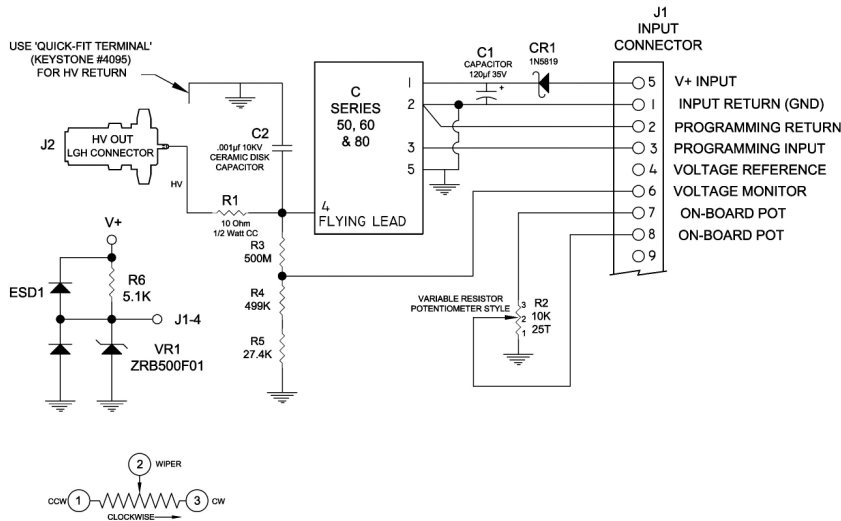 USE 'QUICK-FIT TERMINAL'
(KEYSTONE #4095)
FOR HV RETURN
J2
HV OUT
LGH CONNECTOR
HV
C2
.001µf 10KV
CERAMIC DISK
CAPACITOR
R1
10 Ohm
1/2 Watt CC
R3
500M
R4
499K
R5
27.4K
C
SERIES
50, 60
& 80
1
2
3
5
4
FLYING LEAD
C1
CAPACITOR
120µf 35V
+
CR1
1N5819
J1
INPUT
CONNECTOR
5 V+ INPUT
1 INPUT RETURN (GND)
2 PROGRAMMING RETURN
3 PROGRAMMING INPUT
4 VOLTAGE REFERENCE
6 VOLTAGE MONITOR
7 ON-BOARD POT
8 ON-BOARD POT
9
VARIABLE RESISTOR
POTENTIOMETER STYLE
3
2
1
R2
10K
25T
V+
ESD1
R6
5.1K
J1-4
VR1
ZRB500F01
2 WIPER
CCW 1
3 CW
CLOCKWISE